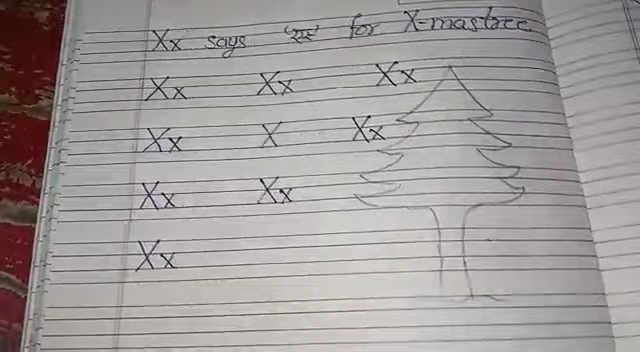 Xx says for X-mastree
Xx Xx Xx
Xx X Xx
Xx Xx
Xx